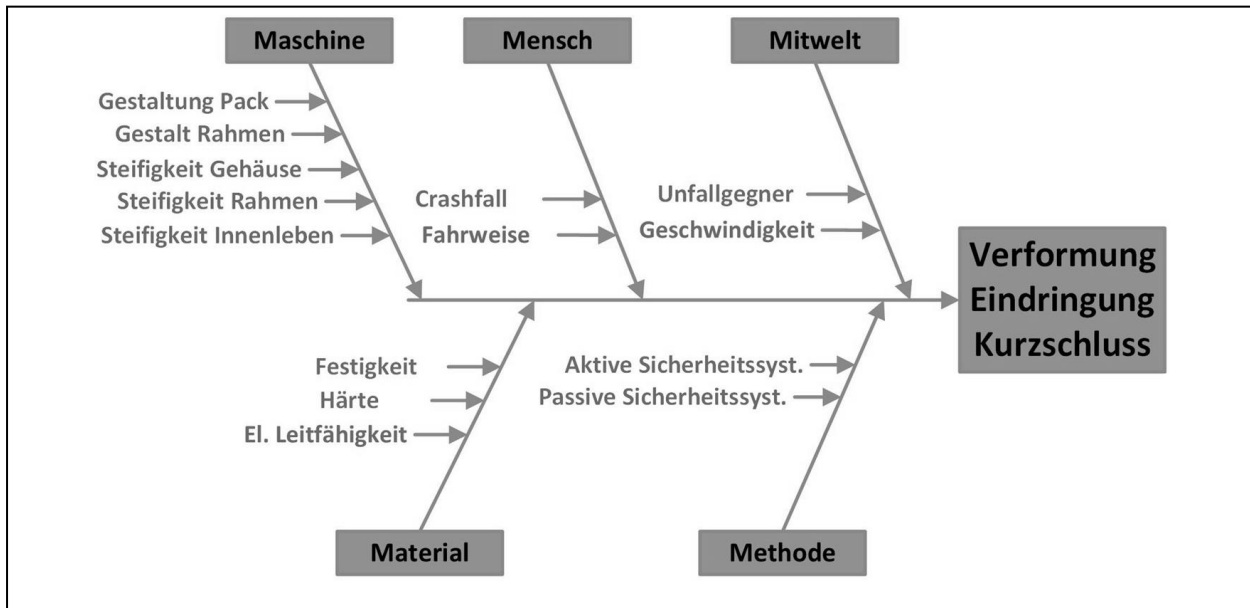 Maschine
Mensch
Mitwelt
Gestaltung Pack
Gestalt Rahmen
Steifigkeit Gehäuse
Steifigkeit Rahmen
Steifigkeit Innenleben
Crashfall
Fahrweise
Unfallgegner
Geschwindigkeit
Verformung
Eindringung
Kurzschluss
Festigkeit
Härte
El. Leitfähigkeit
Aktive Sicherheitssyst.
Passive Sicherheitssyst.
Material
Methode